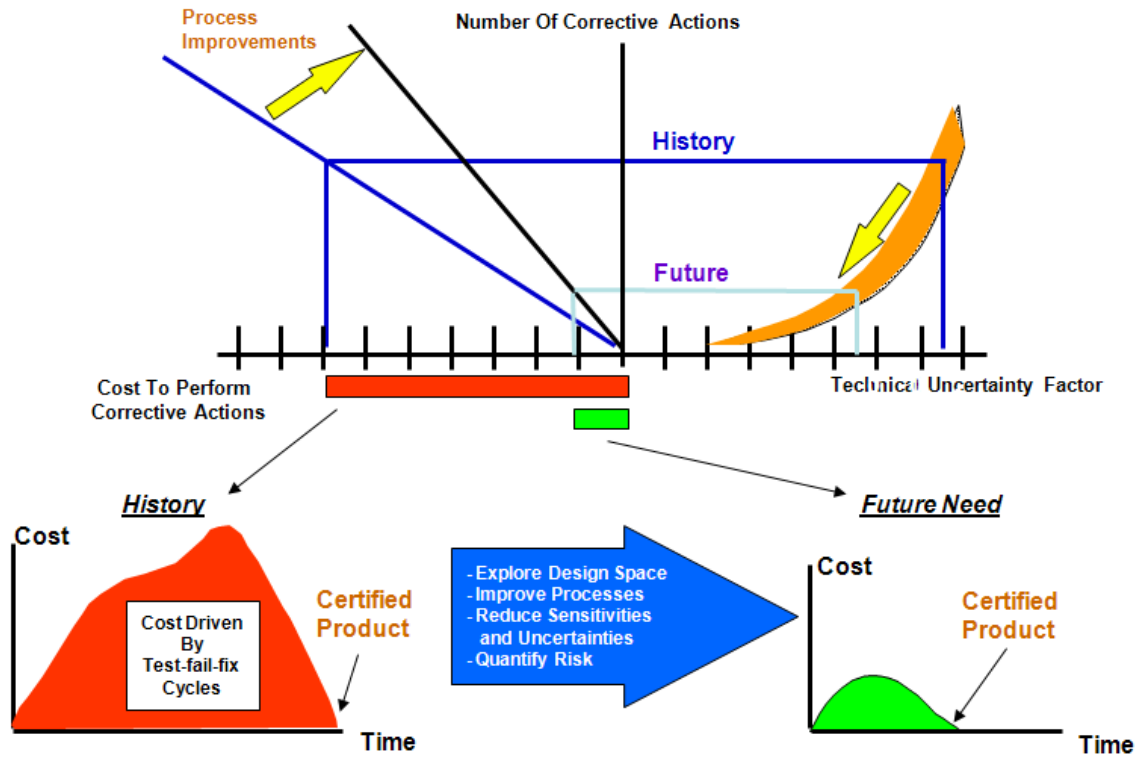 Process
Improvements
Number Of Corrective Actions
History
Future
Cost To Perform
Corrective Actions
Technical Uncertainty Factor
History
Future Need
Cost
Cost Driven
By
Test-fail-fix
Cycles
Certified
Product
Time
- Explore Design Space
- Improve Processes
- Reduce Sensitivities
and Uncertainties
- Quantify Risk
Cost
Certified
Product
Time